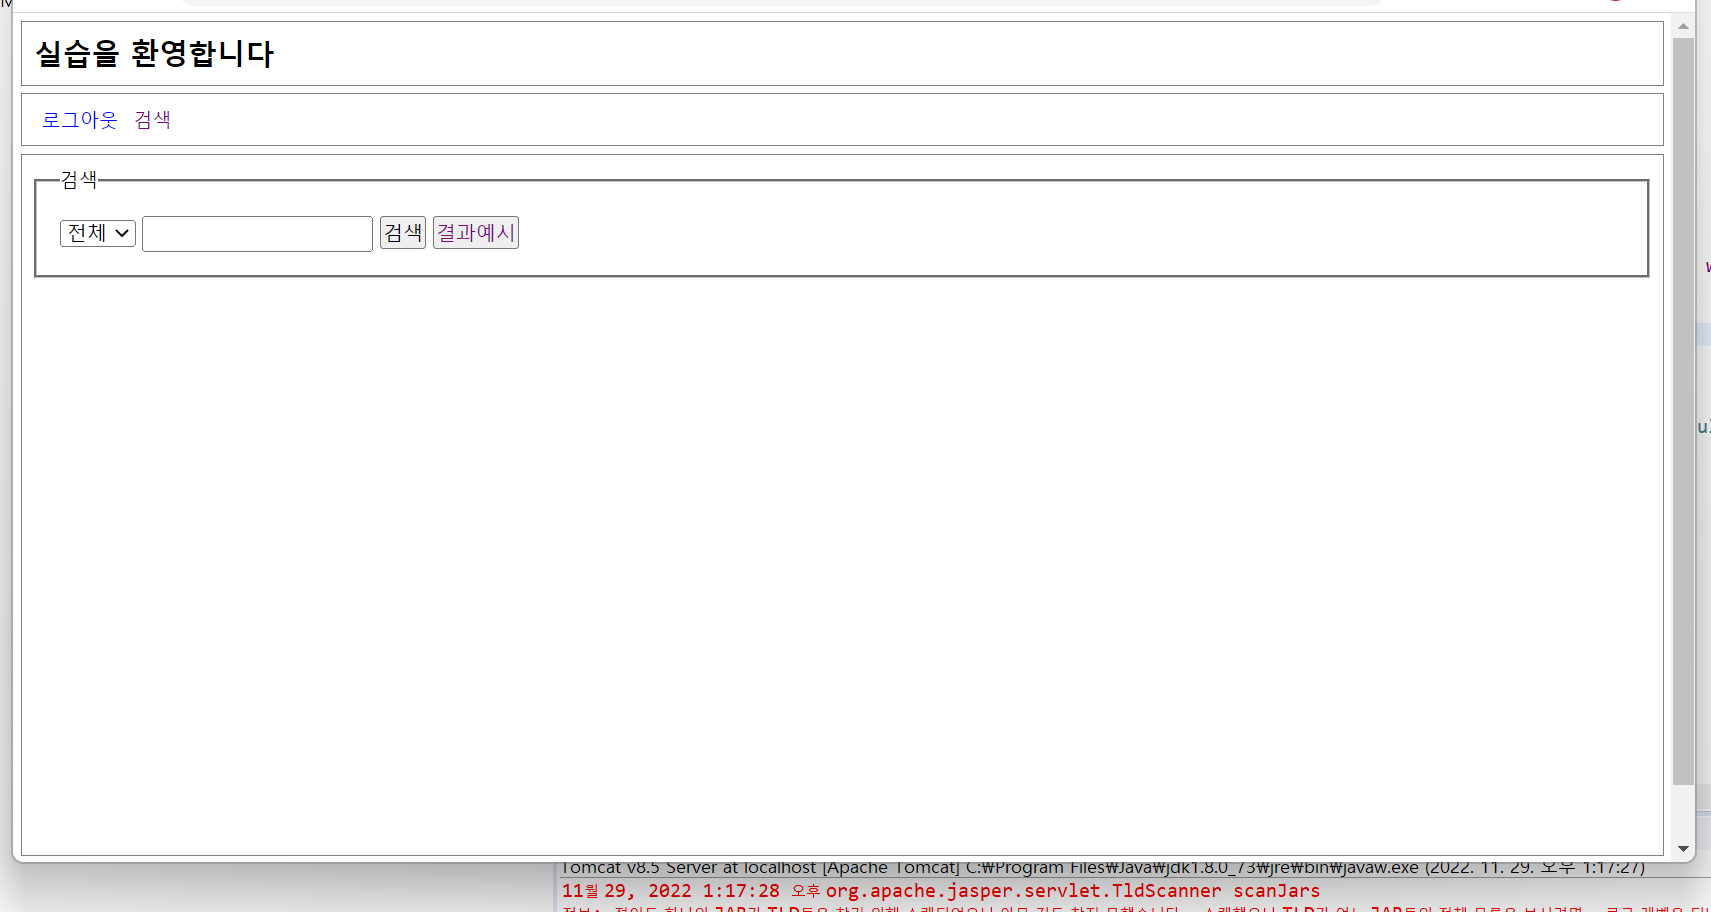 실습을 환영합니다
로그아웃 검색
검색
전체 검색 결과예시
Tomcat v8.5 Server at localhost [Apache Tomcat] C:₩Program Files₩Java₩jdk1.8.0_73₩jre₩bin₩javaw.exe (2022. 11. 29. 오후 1:17:27)
11월 29, 2022 1:17:28 오후 org.apache.jasper.servlet.TldScanner scanJars